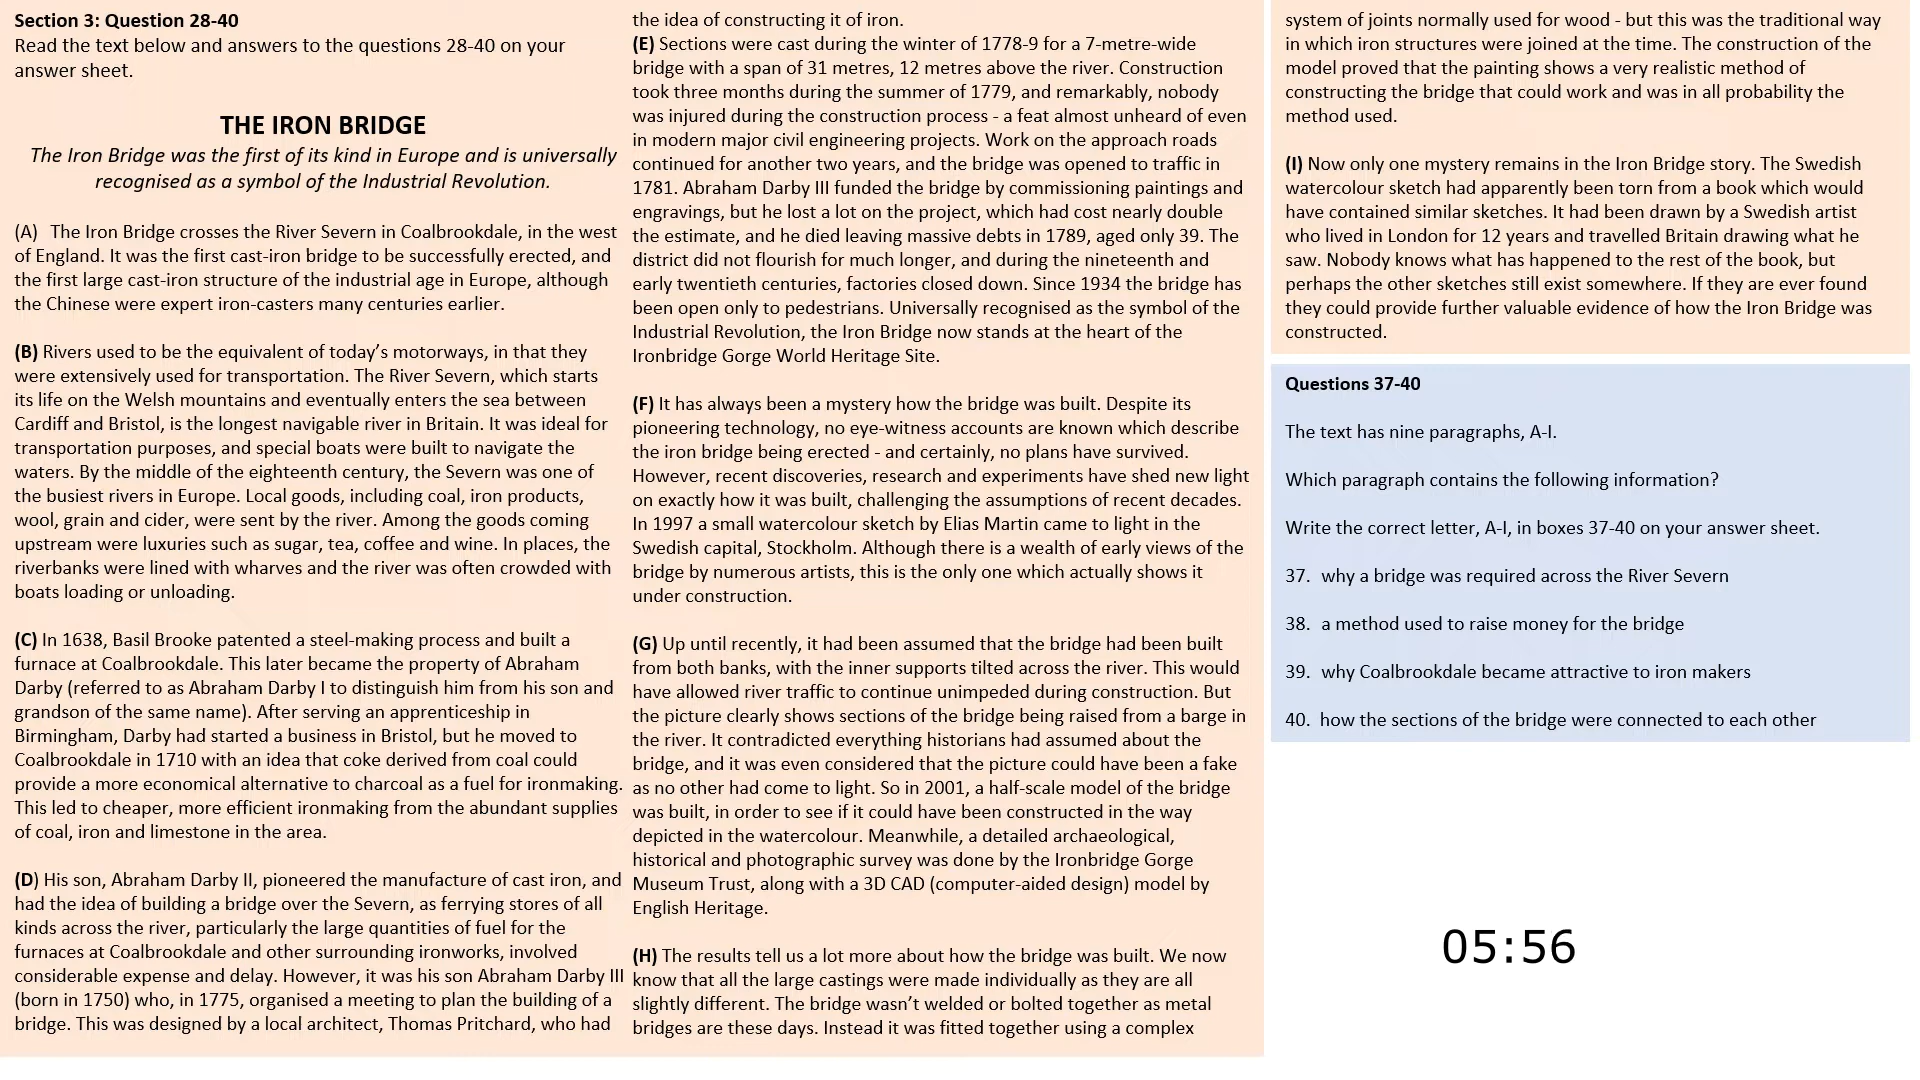 Section 3: Question 28-40
Read the text below and answers to the questions 28-40 on your
answer sheet.
THE IRON BRIDGE
The Iron Bridge was the first of its kind in Europe and is universally
recognised as a symbol of the Industrial Revolution.
(A) The Iron Bridge crosses the River Severn in Coalbrookdale, in the west
of England. It was the first cast-iron bridge to be successfully erected, and
the first large cast-iron structure of the industrial age in Europe, although
the Chinese were expert iron-casters many centuries earlier.
(B) Rivers used to be the equivalent of today's motorways, in that they
were extensively used for transportation. The River Severn, which starts
its life on the Welsh mountains and eventually enters the sea between
Cardiff and Bristol, is the longest navigable river in Britain. It was ideal for
transportation purposes, and special boats were built to navigate the
waters. By the middle of the eighteenth century, the Severn was one of
the busiest rivers in Europe. Local goods, including coal, iron products,
wool, grain and cider, were sent by the river. Among the goods coming
upstream were luxuries such as sugar, tea, coffee and wine. In places, the
riverbanks were lined with wharves and the river was often crowded with
boats loading or unloading.
(C) In 1638, Basil Brooke patented a steel-making process and built a
furnace at Coalbrookdale. This later became the property of Abraham
Darby (referred to as Abraham Darby I to distinguish him from his son and
grandson of the same name). After serving an apprenticeship in
Birmingham, Darby had started a business in Bristol, but he moved to
Coalbrookdale in 1710 with an idea that coke derived from coal could
provide a more economical alternative to charcoal as a fuel for ironmaking.
This led to cheaper, more efficient ironmaking from the abundant supplies
of coal, iron and limestone in the area.
(D) His son, Abraham Darby II, pioneered the manufacture of cast iron, and
had the idea of building a bridge over the Severn, as ferrying stores of all
kinds across the river, particularly the large quantities of fuel for the
furnaces at Coalbrookdale and other surrounding ironworks, involved
considerable expense and delay. However, it was his son Abraham Darby III
(born in 1750) who, in 1775, organised a meeting to plan the building of a
bridge. This was designed by a local architect, Thomas Pritchard, who had
the idea of constructing it of iron.
(E) Sections were cast during the winter of 1778-9 for a 7-metre-wide
bridge with a span of 31 metres, 12 metres above the river. Construction
took three months during the summer of 1779, and remarkably, nobody
was injured during the construction process - a feat almost unheard of even
in modern major civil engineering projects. Work on the approach roads
continued for another two years, and the bridge was opened to traffic in
1781. Abraham Darby III funded the bridge by commissioning paintings and
engravings, but he lost a lot on the project, which had cost nearly double
the estimate, and he died leaving massive debts in 1789, aged only 39. The
district did not flourish for much longer, and during the nineteenth and
early twentieth centuries, factories closed down. Since 1934 the bridge has
been open only to pedestrians. Universally recognised as the symbol of the
Industrial Revolution, the Iron Bridge now stands at the heart of the
Ironbridge Gorge World Heritage Site.
(F) It has always been a mystery how the bridge was built. Despite its
pioneering technology, no eye-witness accounts are known which describe
the iron bridge being erected - and certainly, no plans have survived.
However, recent discoveries, research and experiments have shed new light
on exactly how it was built, challenging the assumptions of recent decades.
In 1997 a small watercolour sketch by Elias Martin came to light in the
Swedish capital, Stockholm. Although there is a wealth of early views of the
bridge by numerous artists, this is the only one which actually shows it
under construction.
(G) Up until recently, it had been assumed that the bridge had been built
from both banks, with the inner supports tilted across the river. This would
have allowed river traffic to continue unimpeded during construction. But
the picture clearly shows sections of the bridge being raised from a barge in
the river. It contradicted everything historians had assumed about the
bridge, and it was even considered that the picture could have been a fake
as no other had come to light. So in 2001, a half-scale model of the bridge
was built, in order to see if it could have been constructed in the way
depicted in the watercolour. Meanwhile, a detailed archaeological,
historical and photographic survey was done by the Ironbridge Gorge
Museum Trust, along with a 3D CAD (computer-aided design) model by
English Heritage.
(H) The results tell us a lot more about how the bridge was built. We now
know that all the large castings were made individually as they are all
slightly different. The bridge wasn't welded or bolted together as metal
bridges are these days. Instead it was fitted together using a complex
system of joints normally used for wood - but this was the traditional way
in which iron structures were joined at the time. The construction of the
model proved that the painting shows a very realistic method of
constructing the bridge that could work and was in all probability the
method used.
(I) Now only one mystery remains in the Iron Bridge story. The Swedish
watercolour sketch had apparently been torn from a book which would
have contained similar sketches. It had been drawn by a Swedish artist
who lived in London for 12 years and travelled Britain drawing what he
saw. Nobody knows what has happened to the rest of the book, but
perhaps the other sketches still exist somewhere. If they are ever found
they could provide further valuable evidence of how the Iron Bridge was
constructed.
Questions 37-40
The text has nine paragraphs, A-I.
Which paragraph contains the following information?
Write the correct letter, A-I, in boxes 37-40 on your answer sheet.
37. why a bridge was required across the River Severn
38. a method used to raise money for the bridge
39. why Coalbrookdale became attractive to iron makers
40. how the sections of the bridge were connected to each other
05:56